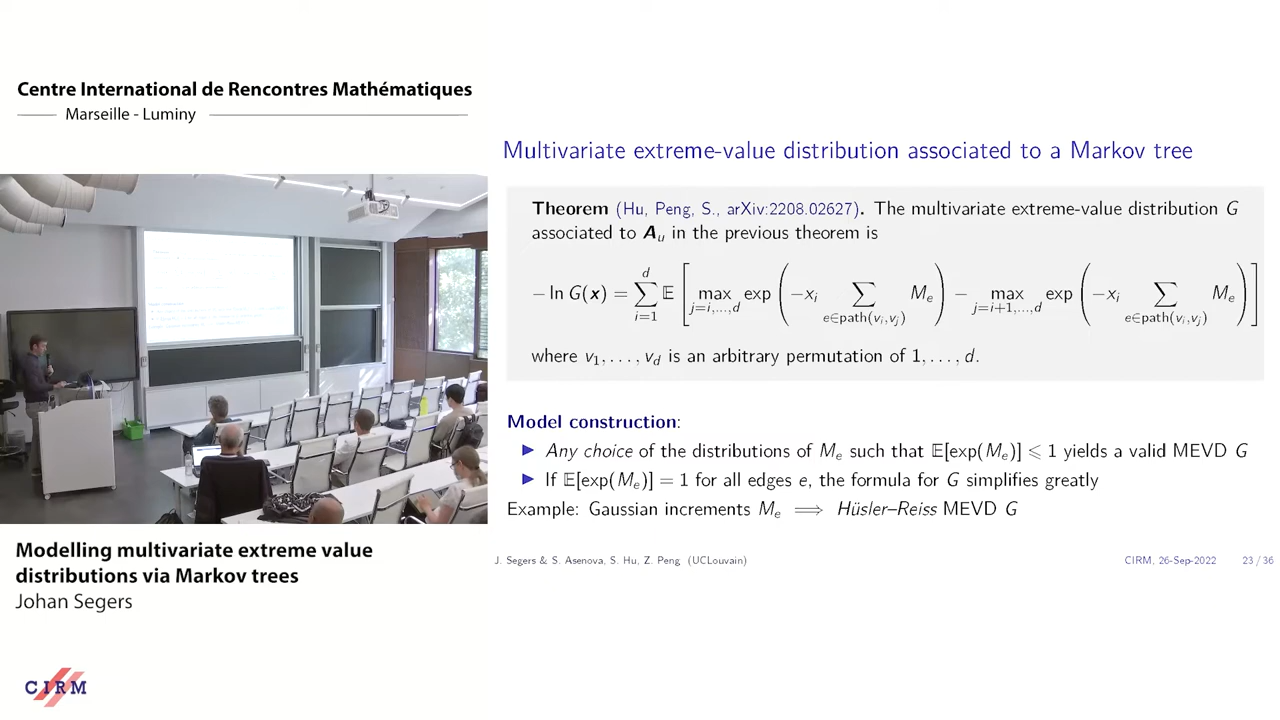 Centre International de Rencontres Mathématiques
Marseille - Luminy
Multivariate extreme-value distribution associated to a Markov tree
Theorem (Hu, Peng, S., arXiv:2208.02627). The multivariate extreme-value distribution G
associated to A_u in the previous theorem is
− ln G(x) = ∑_{i=1}^{d} 𝔼 [ max_{j=i,...,d} exp ( −x_i ∑_{e∈path(v_i,v_j)} M_e ) − max_{j=i+1,...,d} exp ( −x_i ∑_{e∈path(v_i,v_j)} M_e ) ]
where v_1, . . . , v_d is an arbitrary permutation of 1, . . . , d.
Model construction:
▶ Any choice of the distributions of M_e such that 𝔼[exp(M_e)] ⩽ 1 yields a valid MEVD G
▶ If 𝔼[exp(M_e)] = 1 for all edges e, the formula for G simplifies greatly
Example: Gaussian increments M_e ⟹ Hüsler–Reiss MEVD G
J. Segers & S. Asenova, S. Hu, Z. Peng (UCLouvain) CIRM, 26-Sep-2022 23 / 36
Modelling multivariate extreme value
distributions via Markov trees
Johan Segers
CIRM